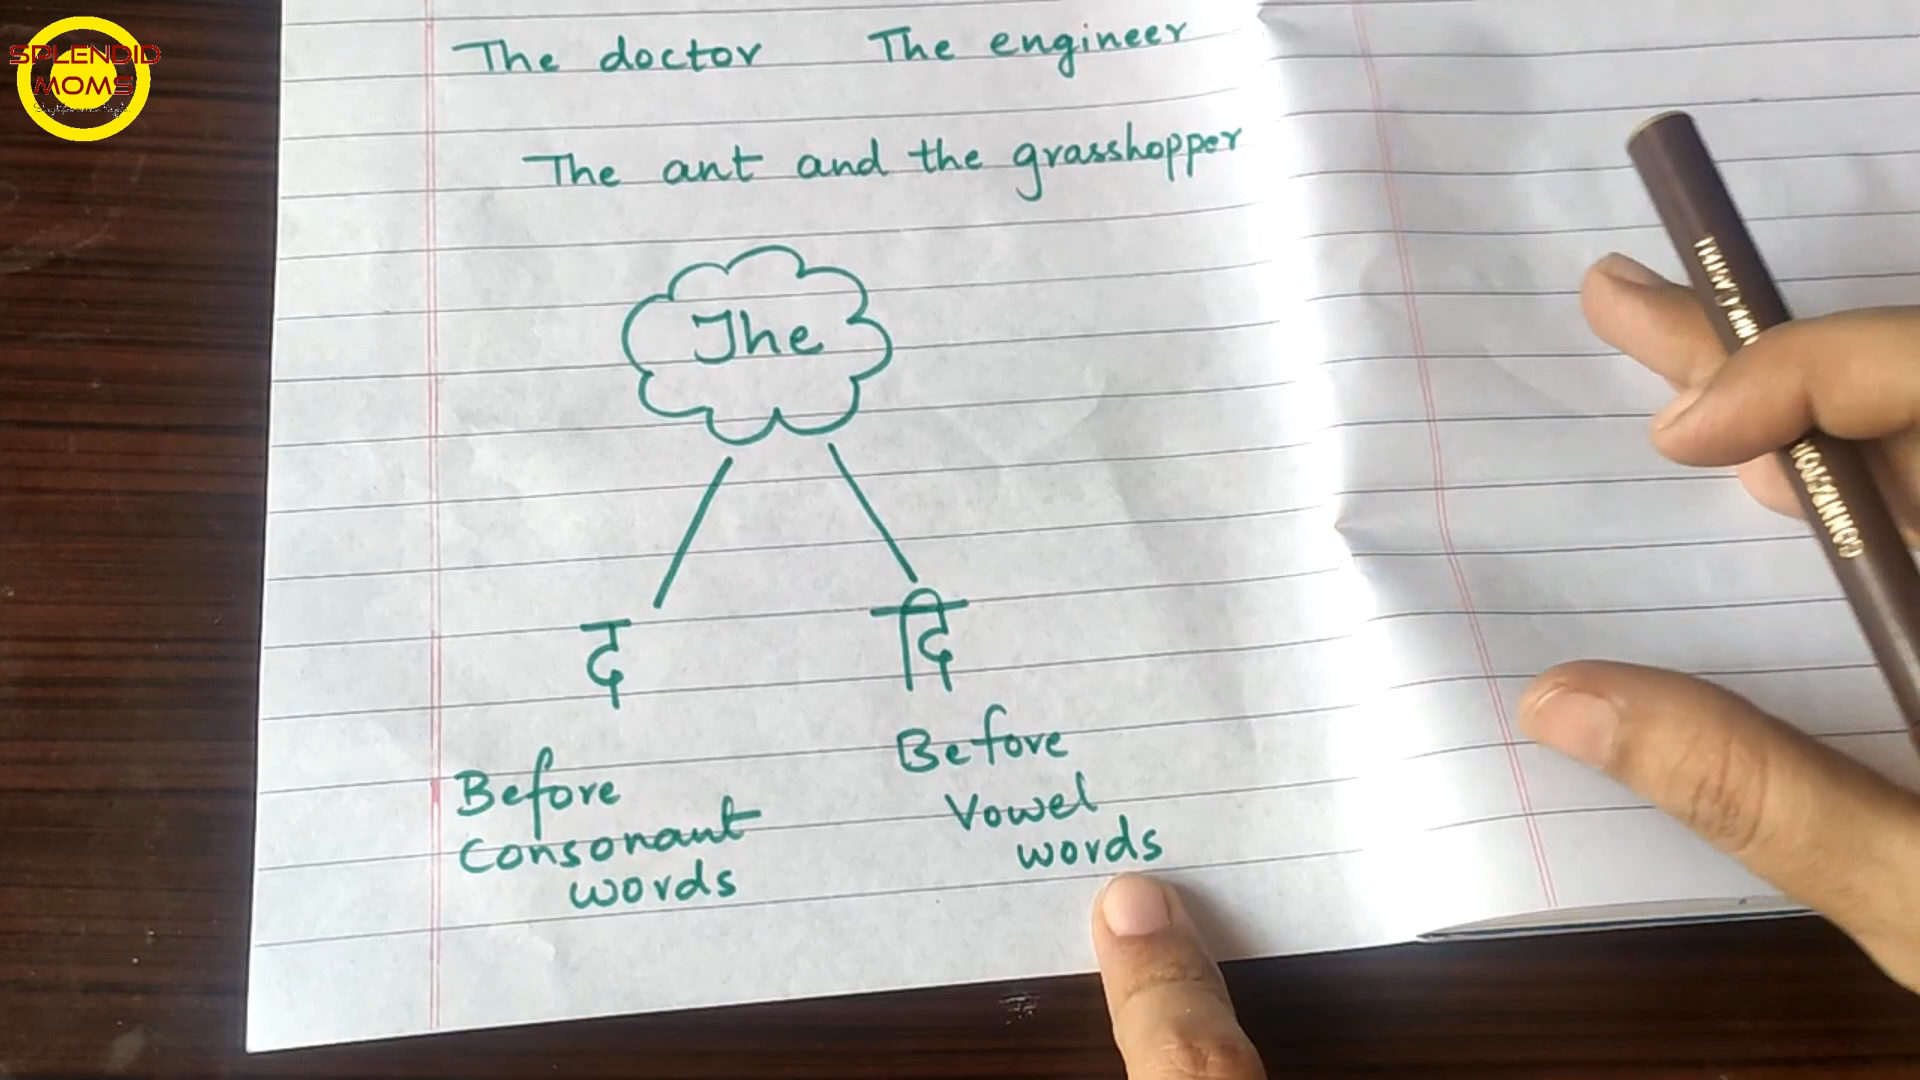 SPLENDID
MOMS
The doctor The engineer
The ant and the grasshopper
The
द दि
Before
Consonant
words
Before
Vowel
words